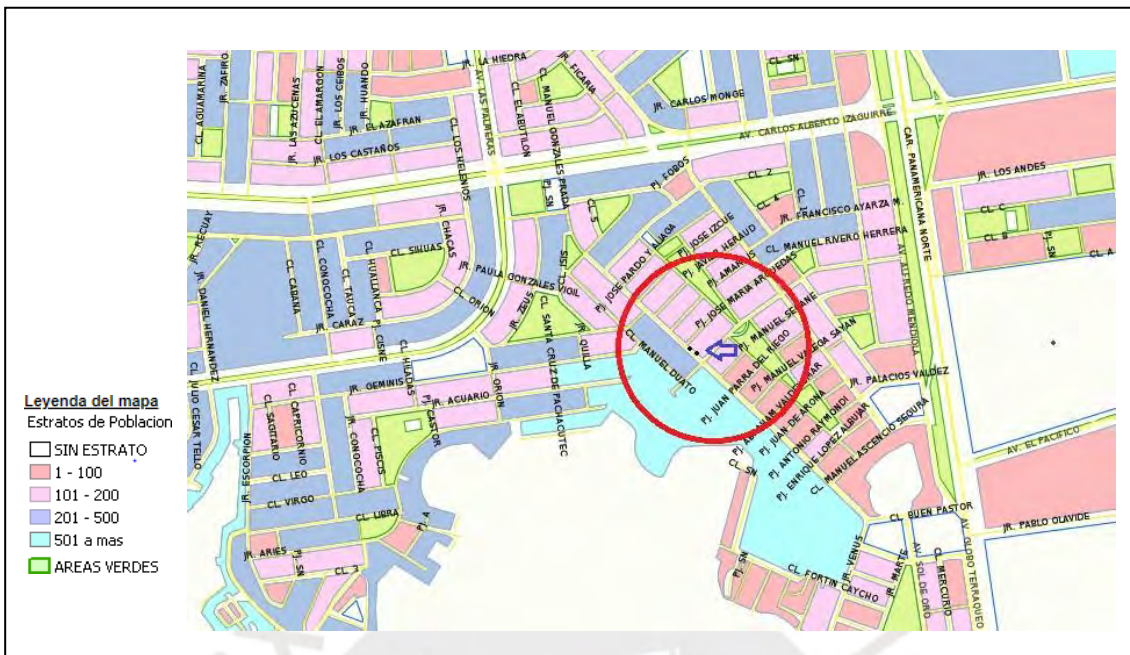 JR. LA HIEDRA
CL. SN
CL. AGUAMARINA
JR. ZAFIRO
JR. LAS AZUCENAS
CL. EL AMARGON
JR. LOS CEIBOS
JR. HUANDO
AV. LAS PALMERAS
CL. EL ABUTILON
CL. MANUEL GONZALES PRADA
JR. FICARIA
JR. CARLOS MONGE
JR. EL AZAFRAN
JR. LOS CASTAÑOS
CL. LOS HELENIOS
AV. CARLOS ALBERTO IZAGUIRRE
CAR. PANAMERICANA NORTE
JR. LOS ANDES
PJ. SN
PJ. FOBOS
CL. 2
CL. 4
CL. 1
CL. 5
JR. FRANCISCO AYARZA M.
CL. C
CL. B
PJ. SN
CL. A
JR. RECUAY
JR. CHACAS
CL. SIHUAS
PJ. JOSE PARDO Y ALIAGA
PJ. JOSE IZCUE
PJ. JAVIER HERAUD
PJ. AMARILIS
CL. MANUEL RIVERO HERRERA
AV. ALFREDO MENDIOLA
JR. DANIEL HERNANDEZ
CL. CABANA
CL. CONOCOCHA
CL. TAUCA
CL. HUALLANCA
JR. PAULA GONZALES VIGIL
CL. ISIS
PJ. JOSE MARIA ARGUEDAS
CL. ORION
JR. CARAZ
PJ. CISNE
JR. ZEUS
CL. SANTA CRUZ DE PACHACUTEC
JR. QUILLA
CL. MANUEL DUATO
PJ. MANUEL SEOANE
PJ. JUAN PARRA DEL RIEGO
PJ. MANUEL VALEGA SAYAN
CL. JULIO CESAR TELLO
CL. HILADAS
JR. GEMINIS
JR. ACUARIO
JR. ORION
PJ. ABRAHAM VALDELOMAR
JR. PALACIOS VALDEZ
Leyenda del mapa
Estratos de Poblacion
SIN ESTRATO
1 - 100
101 - 200
201 - 500
501 a mas
AREAS VERDES
CL. SAGITARIO
CL. CAPRICORNIO
JR. CONOCOCHA
CL. PISCIS
PJ. CASTOR
PJ. JUAN DE ARONA
PJ. ANTONIO RAYMONDI
PJ. ENRIQUE LOPEZ ALBUJAR
CL. MANUEL ASCENCIO SEGURA
AV. EL PACIFICO
JR. ESCORPION
CL. LEO
CL. VIRGO
CL. LIBRA
PJ. A
CL. SN
CL. BUEN PASTOR
JR. PABLO OLAVIDE
JR. ARIES
PJ. SN
CL. 3
PJ. SN
CL. FORTIN CAYCHO
JR. VENUS
JR. MARTE
AV. SOL DE ORO
CL. MERCURIO
AV. GLOBO TERRAQUEO